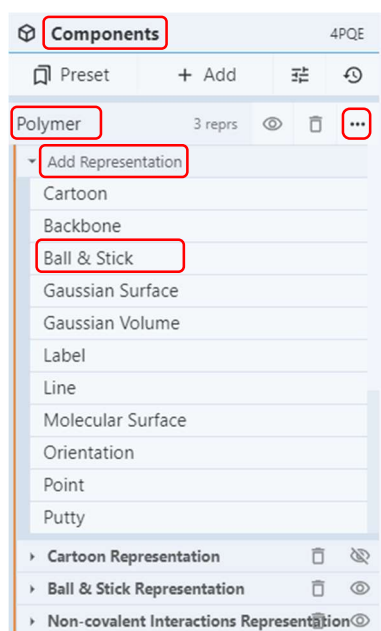 Components 4PQE
Preset + Add
Polymer 3 reprs ...
Add Representation
Cartoon
Backbone
Ball & Stick
Gaussian Surface
Gaussian Volume
Label
Line
Molecular Surface
Orientation
Point
Putty
Cartoon Representation
Ball & Stick Representation
Non-covalent Interactions Representation